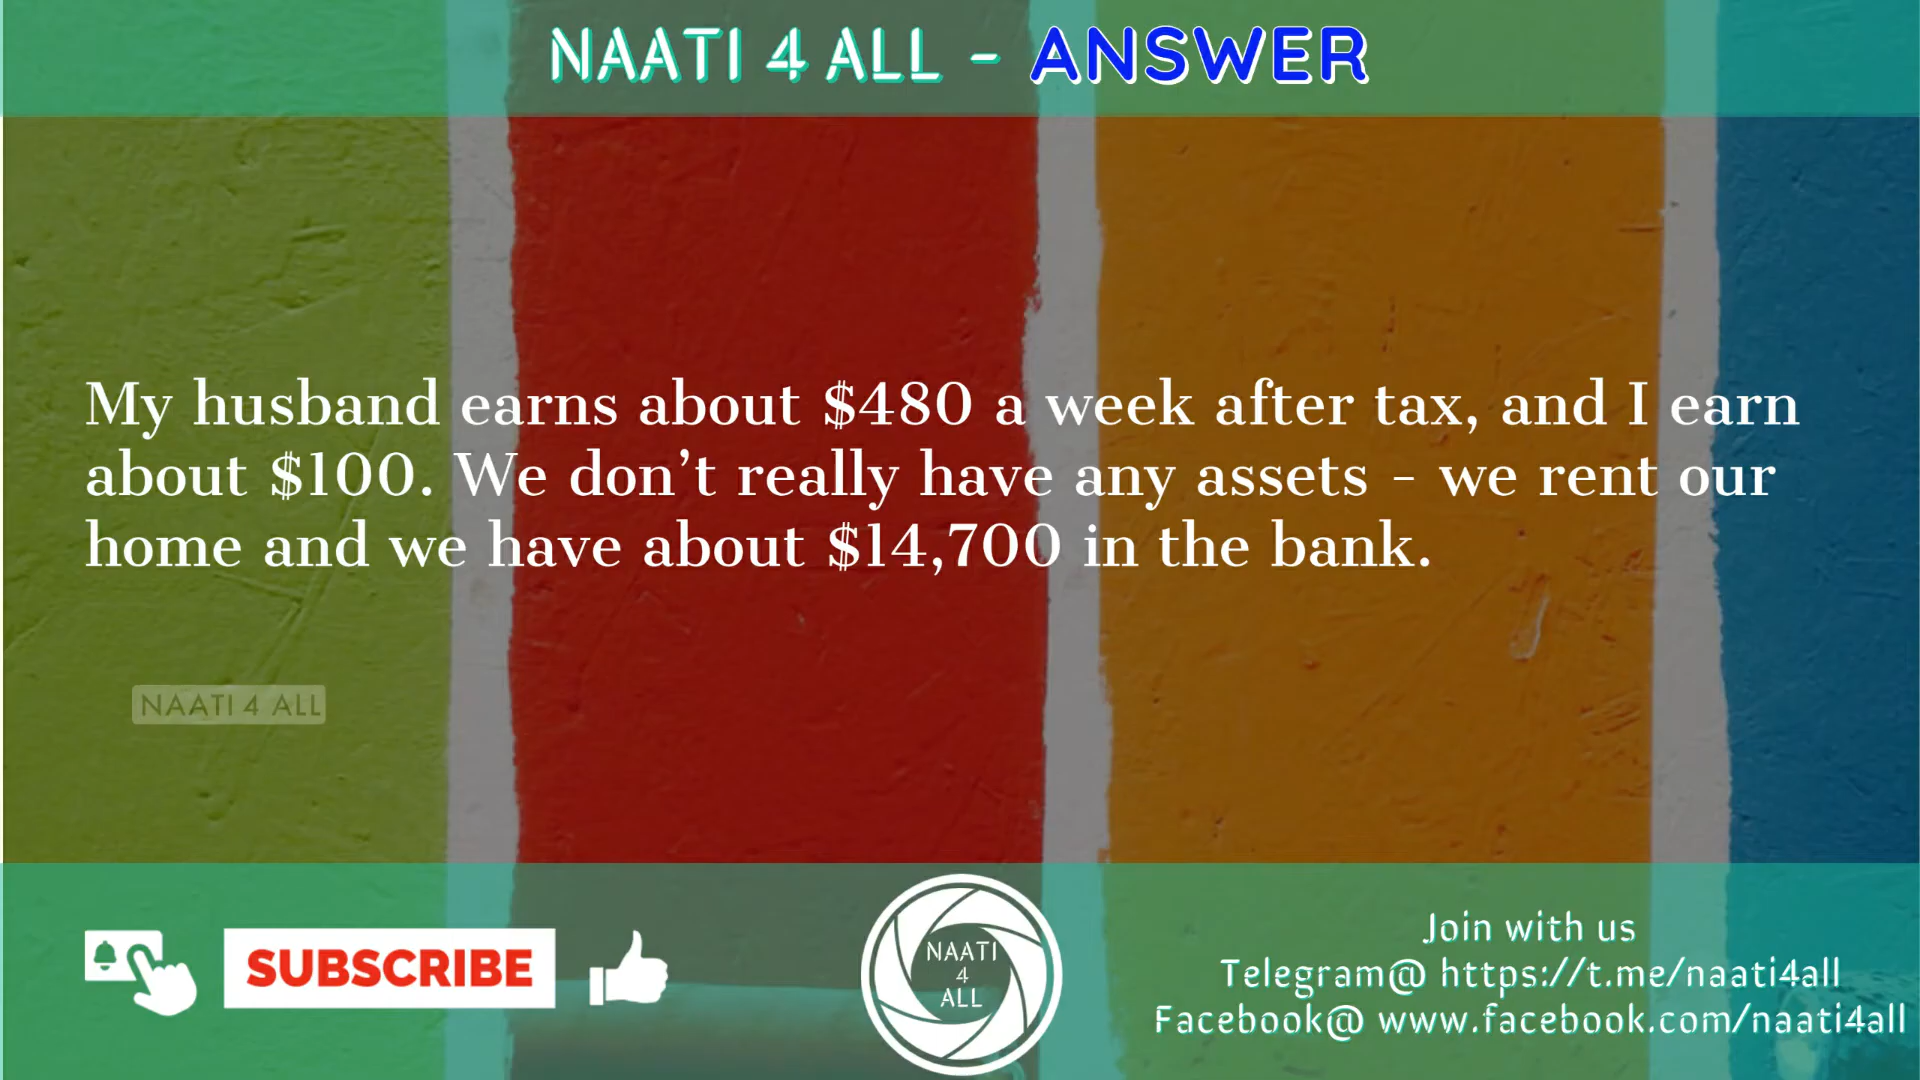 NAATI 4 ALL - ANSWER
My husband earns about $480 a week after tax, and I earn
about $100. We don’t really have any assets - we rent our
home and we have about $14,700 in the bank.
NAATI 4 ALL
SUBSCRIBE
NAATI
4
ALL
Join with us
Telegram@ https://t.me/naati4all
Facebook@ www.facebook.com/naati4all